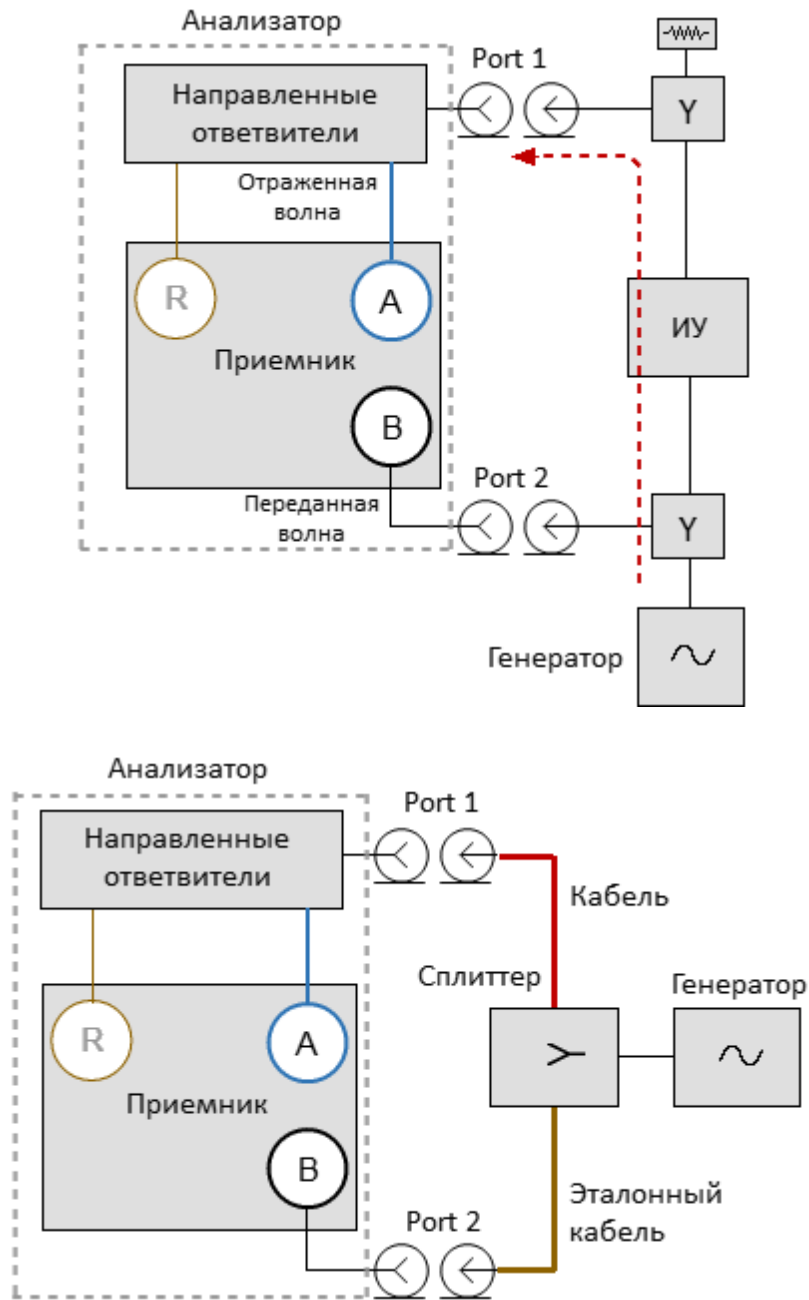 Анализатор
Port 1
Направленные
ответвители
Y
Отраженная
волна
R
A
ИУ
Приемник
B
Port 2
Переданная
волна
Y
Генератор
Анализатор
Port 1
Направленные
ответвители
Кабель
Сплиттер
Генератор
R
A
Приемник
B
Эталонный
кабель
Port 2